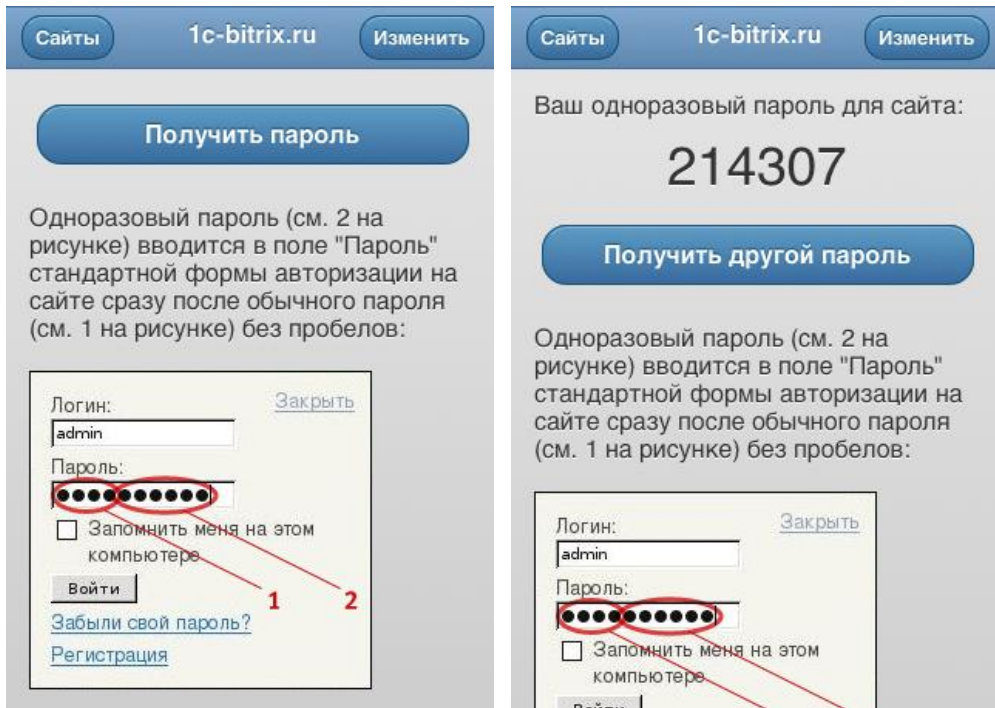 Сайты
1c-bitrix.ru
Изменить
Получить пароль
Одноразовый пароль (см. 2 на
рисунке) вводится в поле "Пароль"
стандартной формы авторизации на
сайте сразу после обычного пароля
(см. 1 на рисунке) без пробелов:
Логин:
Закрыть
admin
Пароль:
Запомнить меня на этом
компьютере
Войти
1
2
Забыли свой пароль?
Регистрация
Сайты
1c-bitrix.ru
Изменить
Ваш одноразовый пароль для сайта:
214307
Получить другой пароль
Одноразовый пароль (см. 2 на
рисунке) вводится в поле "Пароль"
стандартной формы авторизации на
сайте сразу после обычного пароля
(см. 1 на рисунке) без пробелов:
Логин:
Закрыть
admin
Пароль:
Запомнить меня на этом
компьютере
Войти